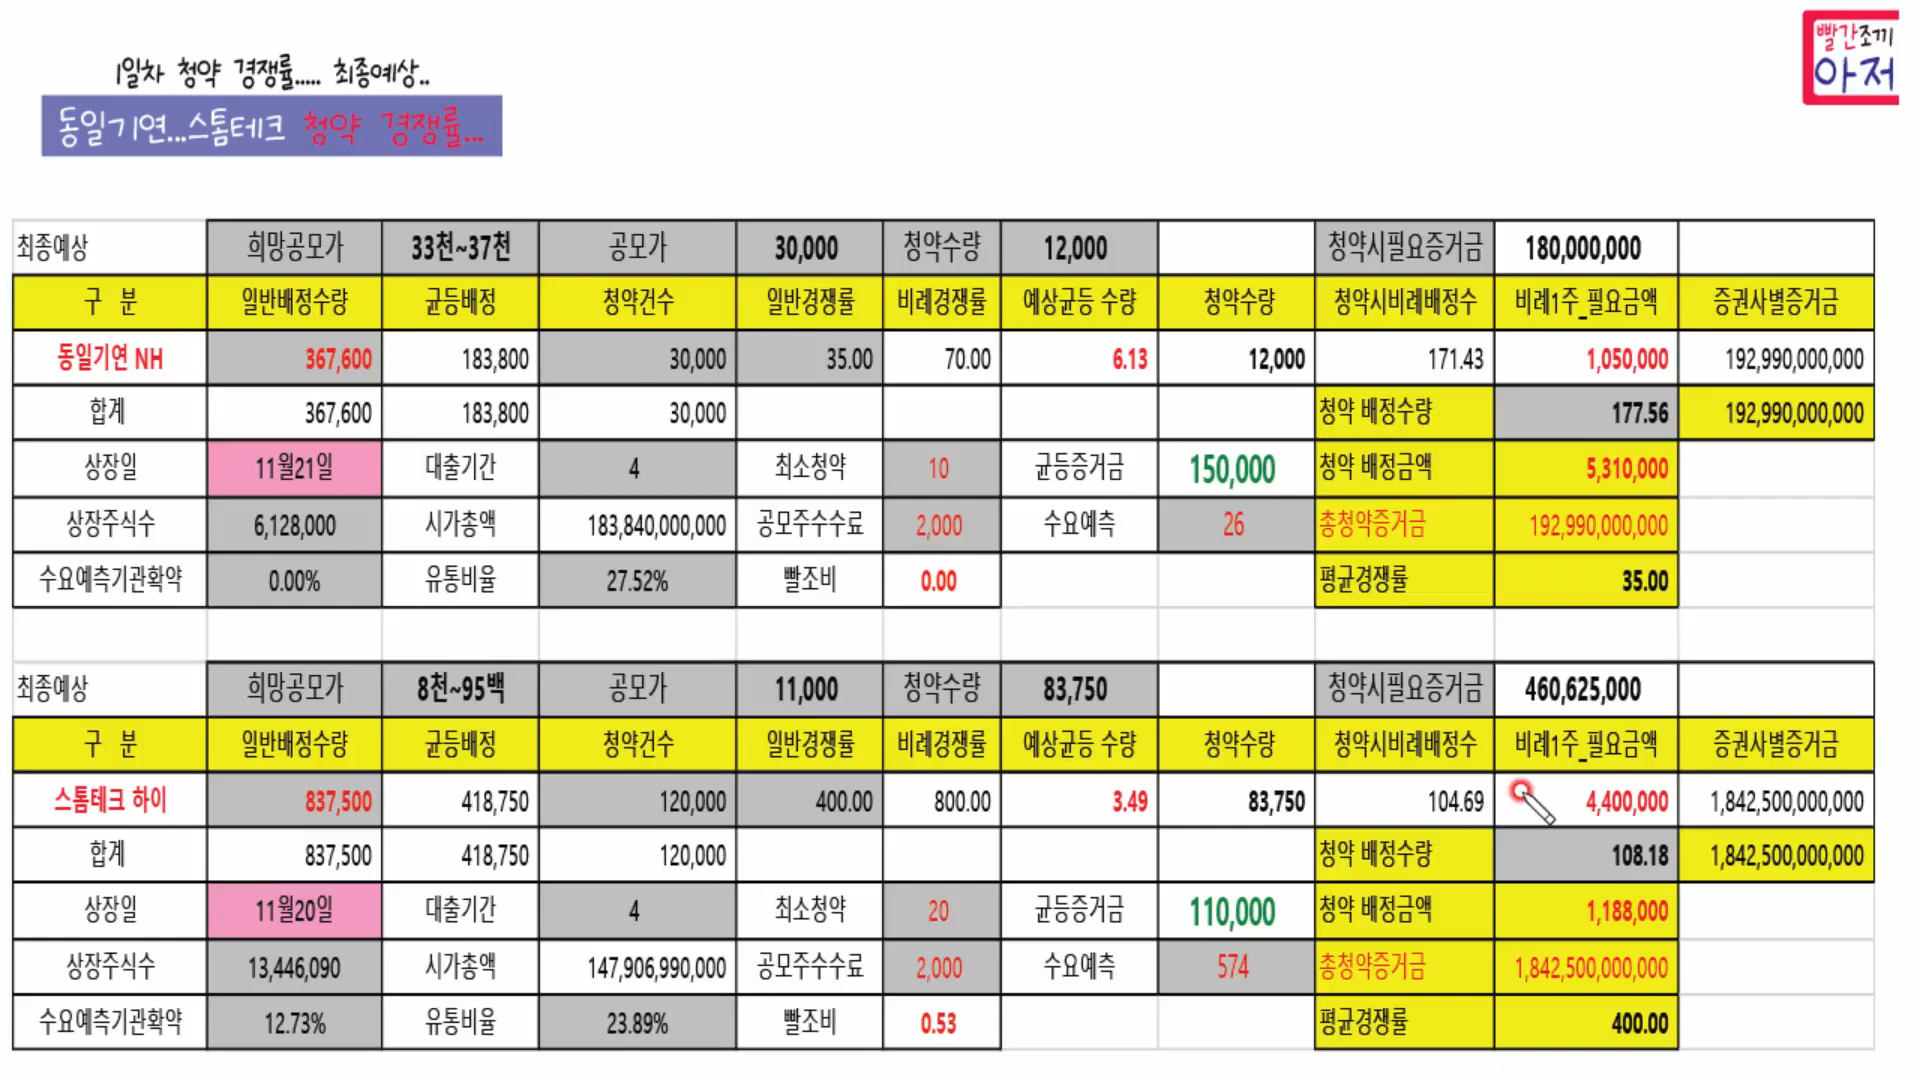 빨간조끼
아저
1일차 청약 경쟁률..... 최종예상..
동일기연...스톰테크 청약 경쟁률...
최종예상 희망공모가 33천~37천 공모가 30,000 청약수량 12,000 청약시필요증거금 180,000,000
구 분 일반배정수량 균등배정 청약건수 일반경쟁률 비례경쟁률 예상균등 수량 청약수량 청약시비례배정수 비례1주_필요금액 증권사별증거금
동일기연 NH 367,600 183,800 30,000 35.00 70.00 6.13 12,000 171.43 1,050,000 192,990,000,000
합계 367,600 183,800 30,000 청약 배정수량 177.56 192,990,000,000
상장일 11월21일 대출기간 4 최소청약 10 균등증거금 150,000 청약 배정금액 5,310,000
상장주식수 6,128,000 시가총액 183,840,000,000 공모주수수료 2,000 수요예측 26 총청약증거금 192,990,000,000
수요예측기관확약 0.00% 유통비율 27.52% 빨조비 0.00 평균경쟁률 35.00
최종예상 희망공모가 8천~95백 공모가 11,000 청약수량 83,750 청약시필요증거금 460,625,000
구 분 일반배정수량 균등배정 청약건수 일반경쟁률 비례경쟁률 예상균등 수량 청약수량 청약시비례배정수 비례1주_필요금액 증권사별증거금
스톰테크 하이 837,500 418,750 120,000 400.00 800.00 3.49 83,750 104.69 4,400,000 1,842,500,000,000
합계 837,500 418,750 120,000 청약 배정수량 108.18 1,842,500,000,000
상장일 11월20일 대출기간 4 최소청약 20 균등증거금 110,000 청약 배정금액 1,188,000
상장주식수 13,446,090 시가총액 147,906,990,000 공모주수수료 2,000 수요예측 574 총청약증거금 1,842,500,000,000
수요예측기관확약 12.73% 유통비율 23.89% 빨조비 0.53 평균경쟁률 400.00